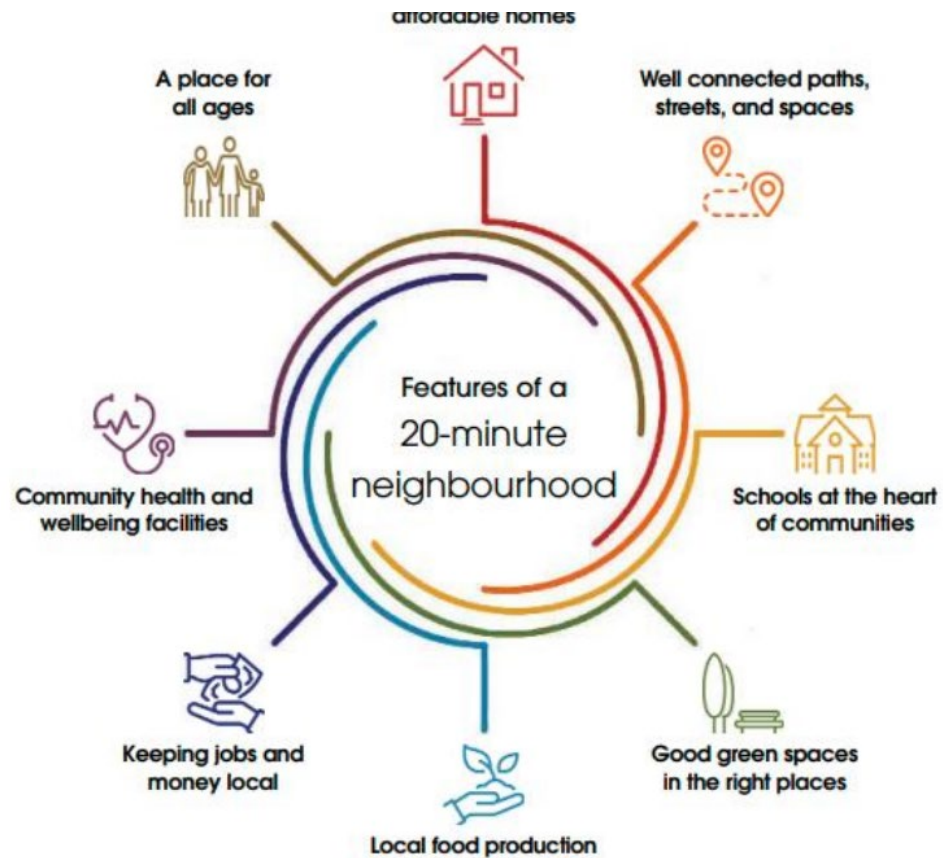 affordable homes
A place for
all ages
Well connected paths,
streets, and spaces
Features of a
20-minute
neighbourhood
Community health and
wellbeing facilities
Schools at the heart
of communities
Keeping jobs and
money local
Good green spaces
in the right places
Local food production